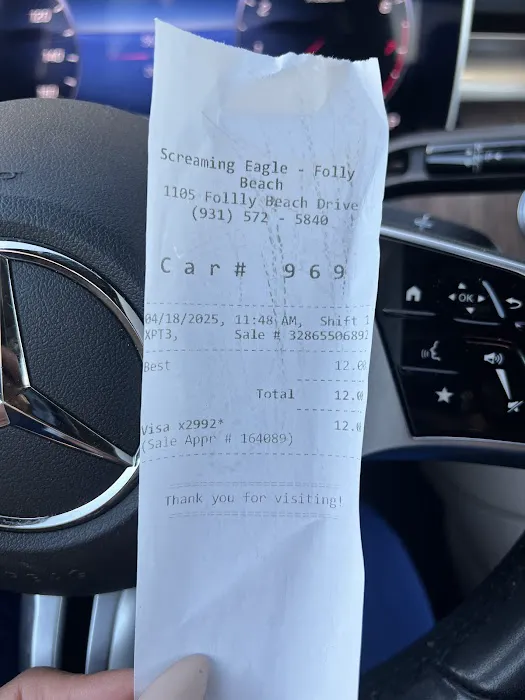 Screaming Eagle - Folly
Beach
1105 Follly Beach Drive
(931) 572 - 5840
Car# 969
04/18/2025, 11:48 AM, Shift 1
XPT3, Sale # 32865506892
Best 12.00
Total 12.0
Visa x2992* 12.0
(Sale Appr # 164089)
Thank you for visiting!
OK